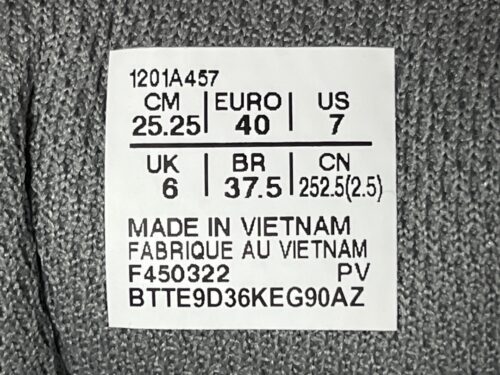 1201A457
CM EURO US
25.25 40 7
UK BR CN
6 37.5 252.5(2.5)
MADE IN VIETNAM
FABRIQUE AU VIETNAM
F450322 PV
BTTE9D36KEG90AZ